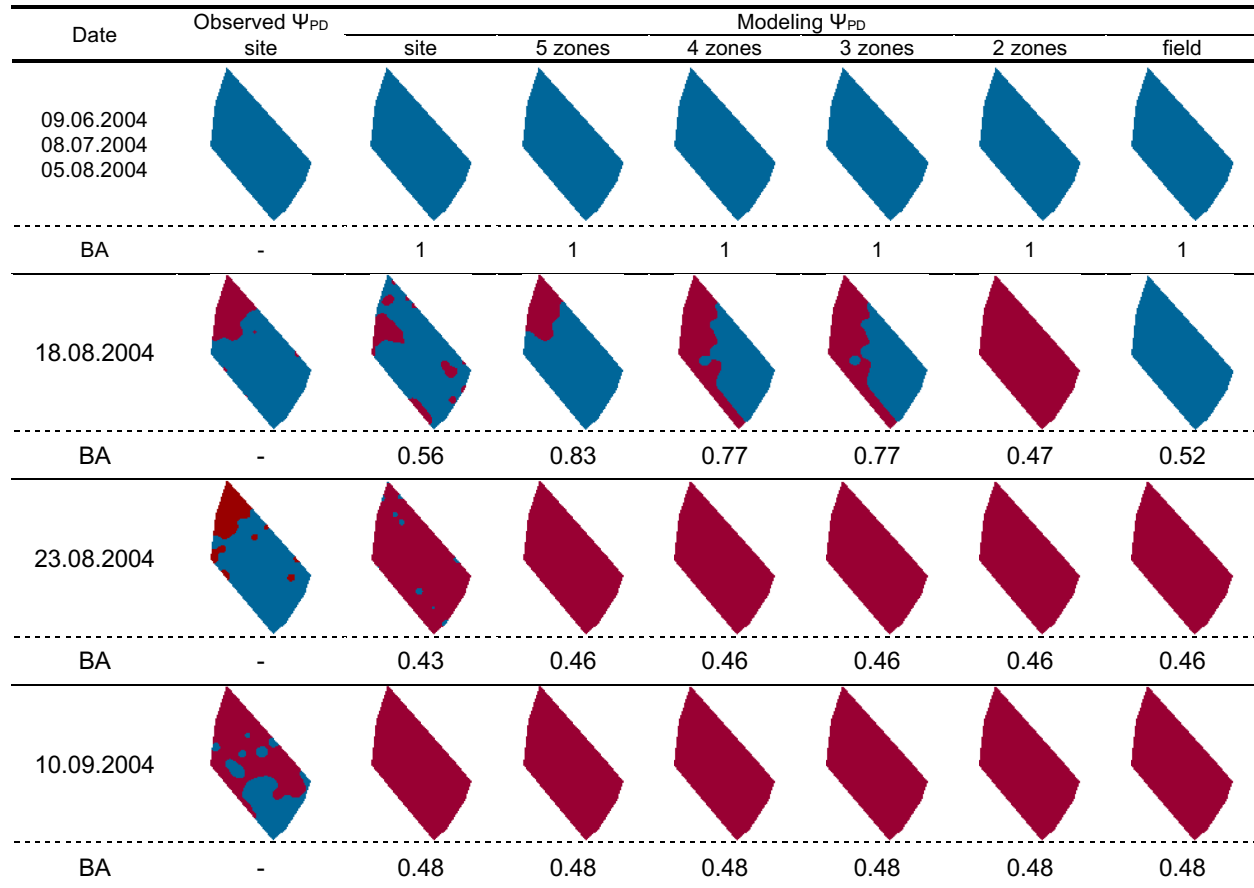 Date Observed Ψ_PD Modeling Ψ_PD
site site 5 zones 4 zones 3 zones 2 zones field
09.06.2004
08.07.2004
05.08.2004
BA - 1 1 1 1 1 1
18.08.2004
BA - 0.56 0.83 0.77 0.77 0.47 0.52
23.08.2004
BA - 0.43 0.46 0.46 0.46 0.46 0.46
10.09.2004
BA - 0.48 0.48 0.48 0.48 0.48 0.48